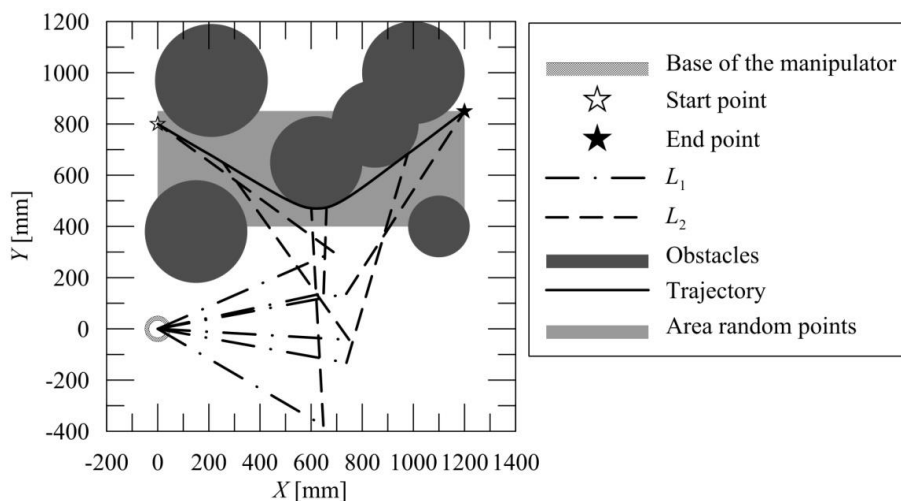 1200
1000
800
600
400
200
0
-200
-400
Y [mm]
-200 0 200 400 600 800 1000 1200 1400
X [mm]
Base of the manipulator
Start point
End point
L₁
L₂
Obstacles
Trajectory
Area random points